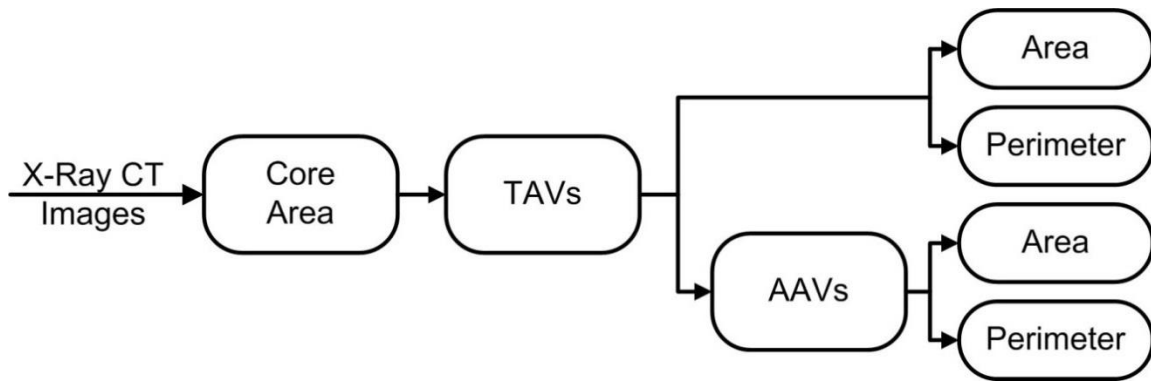 X-Ray CT
Images
Core
Area
TAVs
Area
Perimeter
AAVs
Area
Perimeter